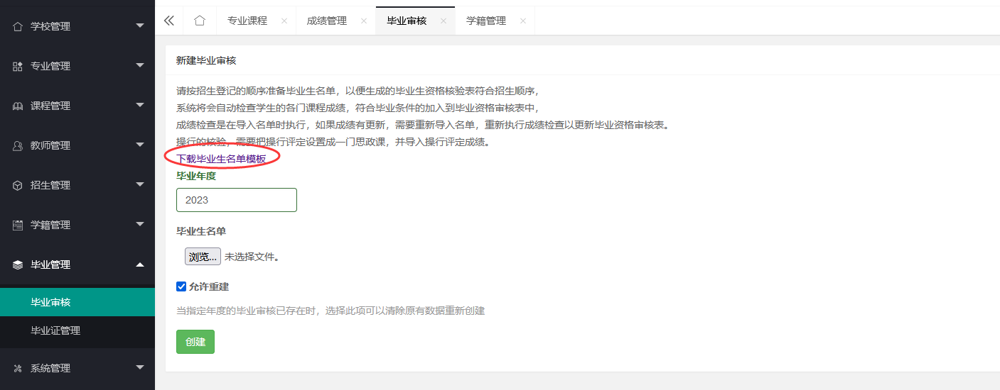 学校管理
专业管理
课程管理
教师管理
招生管理
学籍管理
毕业管理
毕业审核
毕业证管理
系统管理
专业课程
成绩管理
毕业审核
学籍管理
新建毕业审核
请按招生登记的顺序准备毕业生名单，以便生成的毕业生资格核验表符合招生顺序，
系统将会自动检查学生的各门课程成绩，符合毕业条件的加入到毕业资格审核表中，
成绩检查是在导入名单时执行，如果成绩有更新，需要重新导入名单，重新执行成绩检查以更新毕业资格审核表。
操行的核验，需要把操行评定设置成一门思政课，并导入操行评定成绩。
下载毕业生名单模板
毕业年度
2023
毕业生名单
浏览... 未选择文件。
允许重建
当指定年度的毕业审核已存在时，选择此项可以清除原有数据重新创建
创建